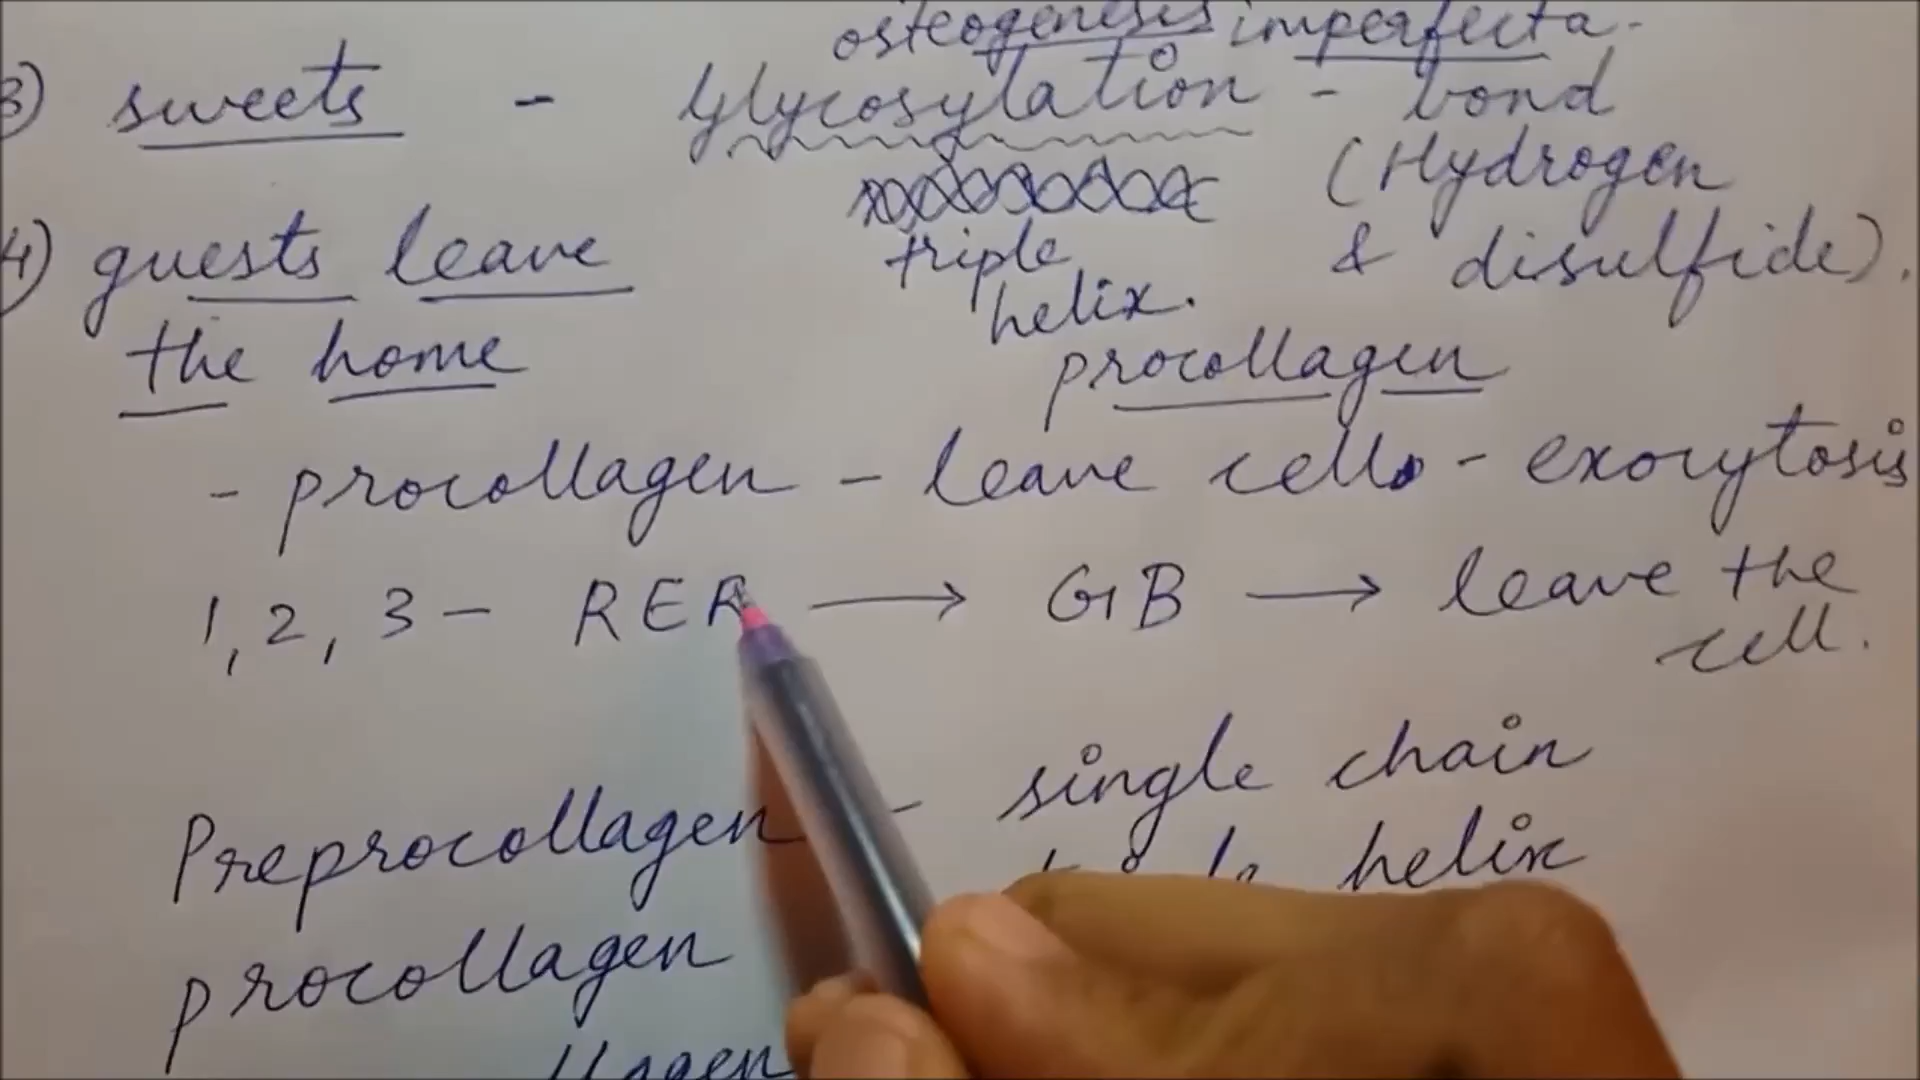 osteogenesis imperfecta.
3) sweets - Glycosylation - bond
(Hydrogen
& disulfide).
triple
helix.
4) guests leave
the home
procollagen
- procollagen - leave cell - exocytosis
1, 2, 3 - RER → GB → leave the
cell.
Preprocollagen - single chain
helix
procollagen